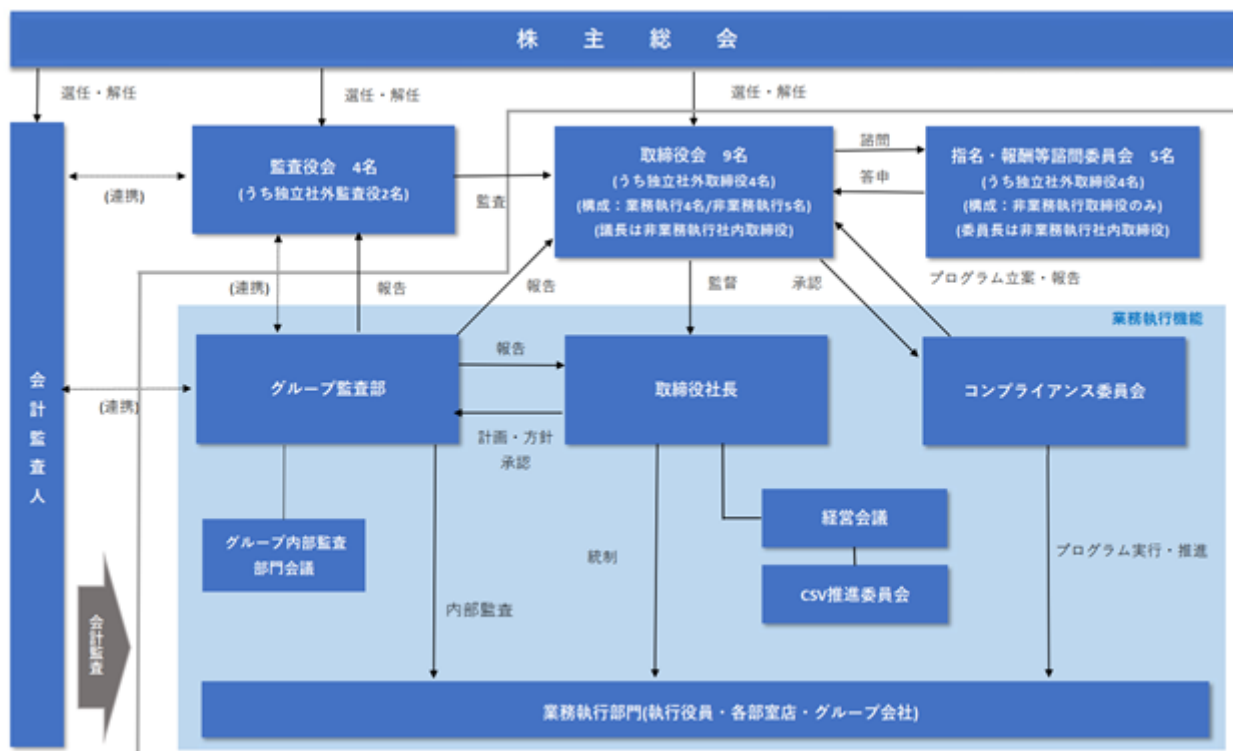 株主総会
選任・解任
選任・解任
選任・解任
監査役会 4名
(うち独立社外監査役2名)
取締役会 9名
(うち独立社外取締役4名)
(構成：業務執行4名/非業務執行5名)
(議長は非業務執行社内取締役)
指名・報酬等諮問委員会 5名
(うち独立社外取締役4名)
(構成：非業務執行取締役のみ)
(委員長は非業務執行社内取締役)
諮問
答申
(連携)
監査
(連携)
報告
報告
監督
承認
プログラム立案・報告
業務執行機能
会計監査人
グループ監査部
報告
取締役社長
コンプライアンス委員会
(連携)
計画・方針
承認
グループ内部監査
部門会議
経営会議
CSV推進委員会
統制
プログラム実行・推進
内部監査
会計監査
業務執行部門(執行役員・各部室店・グループ会社)